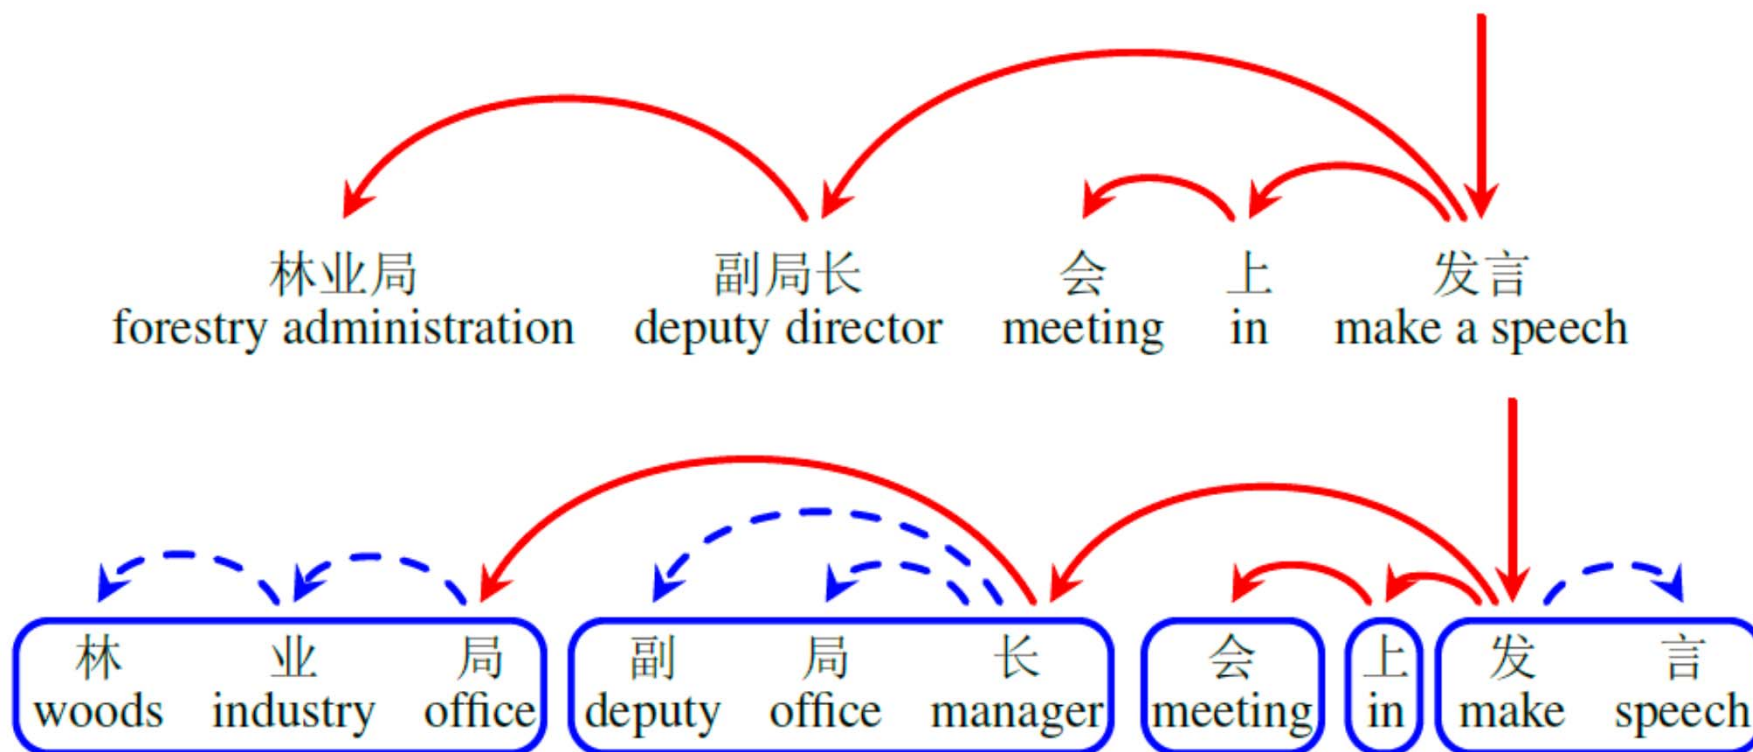 林业局 副局长 会 上 发言
forestry administration deputy director meeting in make a speech
林 业 局 副 局 长 会 上 发 言
woods industry office deputy office manager meeting in make speech